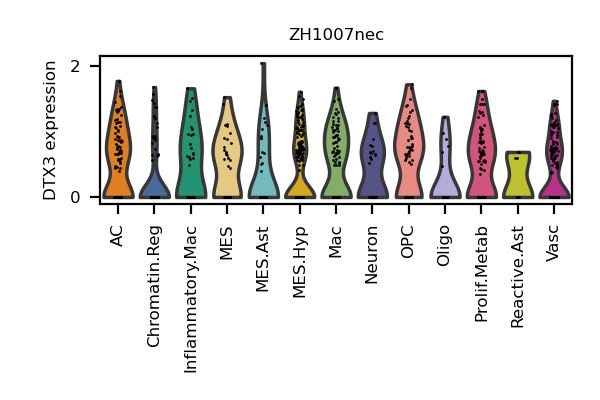 ZH1007nec
DTX3 expression
2
0
AC
Chromatin.Reg
Inflammatory.Mac
MES
MES.Ast
MES.Hyp
Mac
Neuron
OPC
Oligo
Prolif.Metab
Reactive.Ast
Vasc